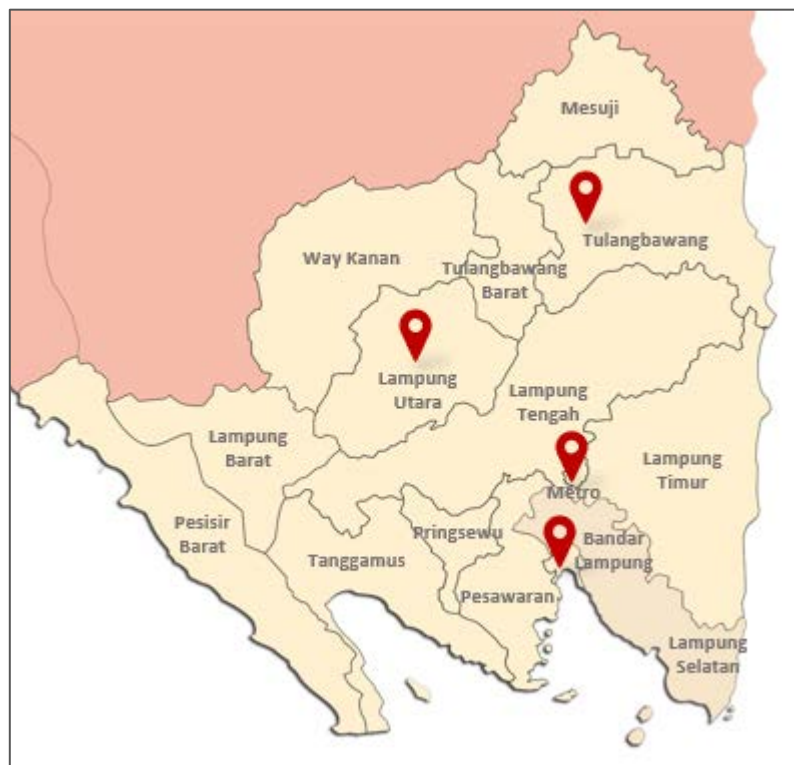 Mesuji
Tulangbawang
Way Kanan
Tulangbawang
Barat
Lampung
Utara
Lampung
Tengah
Lampung
Barat
Lampung
Timur
Metro
Pesisir
Barat
Pringsewu
Bandar
Lampung
Tanggamus
Pesawaran
Lampung
Selatan